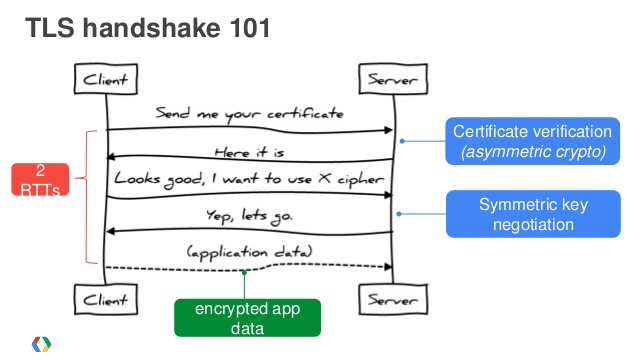 TLS handshake 101
Client
Server
Send me your certificate
Certificate verification
(asymmetric crypto)
Here it is
2
RTTs
Looks good, I want to use X cipher
Symmetric key
negotiation
Yep, lets go.
(application data)
Client
Server
encrypted app
data